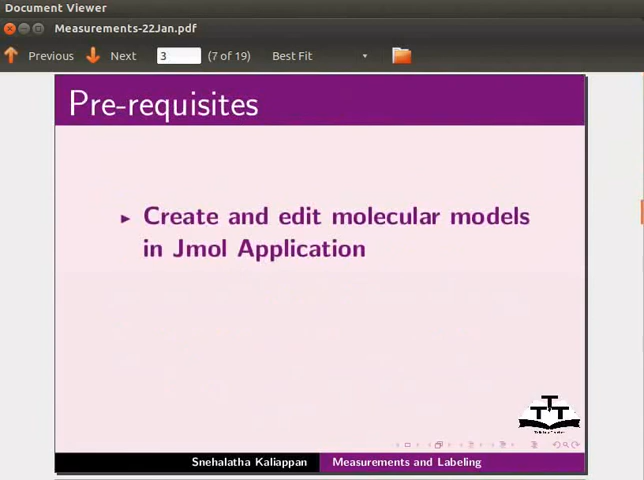 Document Viewer
Measurements-22Jan.pdf
Previous Next 3 (7 of 19) Best Fit
Pre-requisites
Create and edit molecular models
in Jmol Application
TTT
Snehalatha Kaliappan Measurements and Labeling